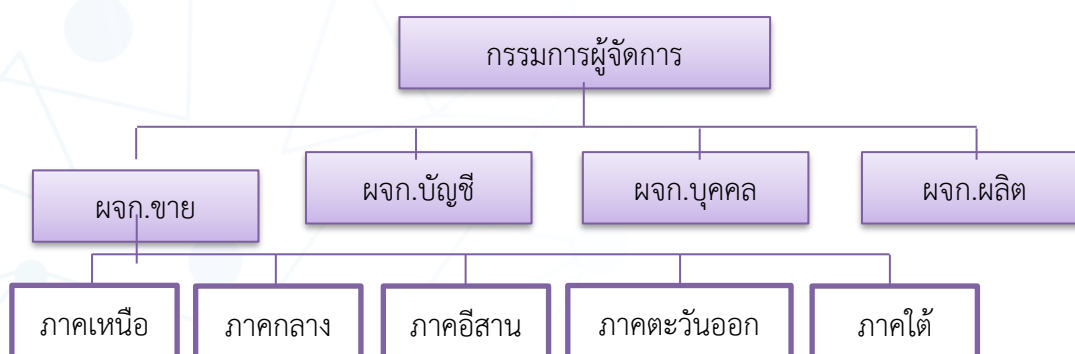 กรรมการผู้จัดการ
ผจก.ขาย
ผจก.บัญชี
ผจก.บุคคล
ผจก.ผลิต
ภาคเหนือ
ภาคกลาง
ภาคอีสาน
ภาคตะวันออก
ภาคใต้